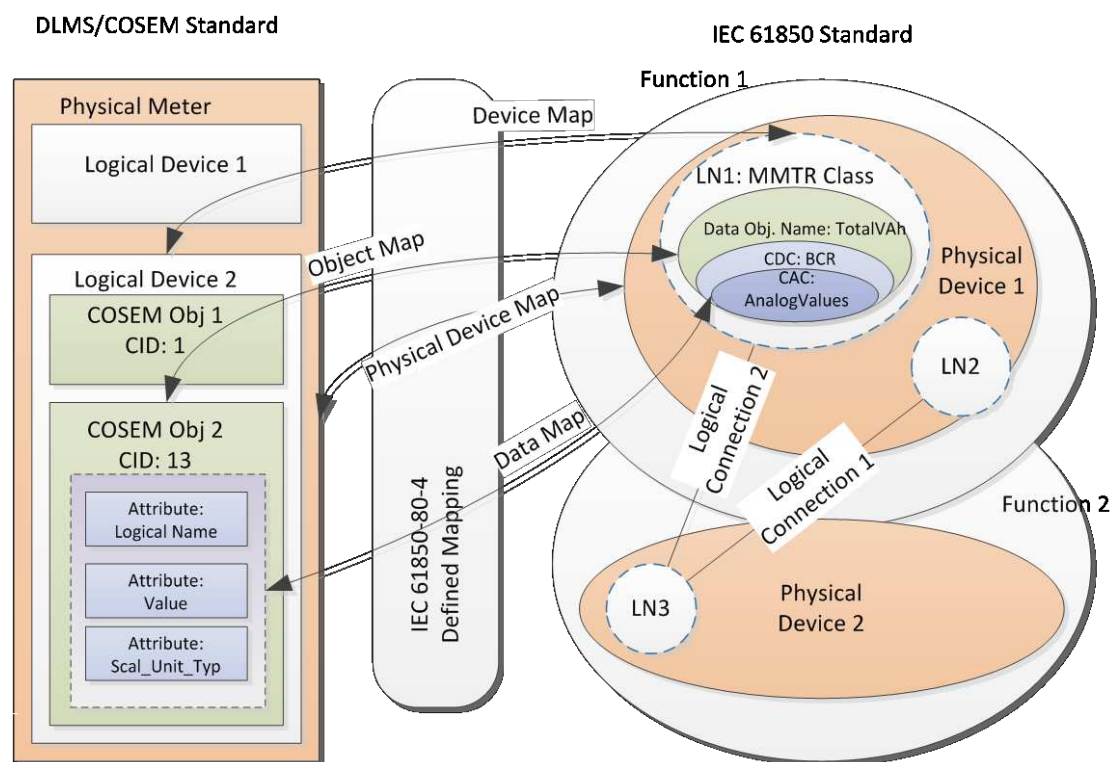 DLMS/COSEM Standard
IEC 61850 Standard
Physical Meter
Logical Device 1
Logical Device 2
COSEM Obj 1
CID: 1
COSEM Obj 2
CID: 13
Attribute:
Logical Name
Attribute:
Value
Attribute:
Scal_Unit_Typ
Device Map
Object Map
Physical Device Map
Data Map
IEC 61850-80-4
Defined Mapping
Function 1
LN1: MMTR Class
Data Obj. Name: TotalVAh
CDC: BCR
CAC:
AnalogValues
Physical
Device 1
LN2
Logical
Connection 2
Logical
Connection 1
Function 2
LN3
Physical
Device 2